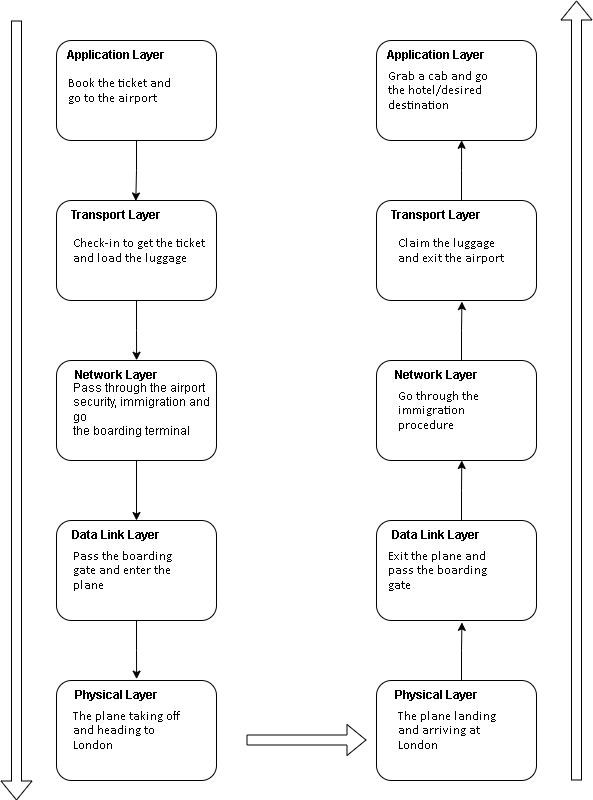 Application Layer
Book the ticket and
go to the airport
Transport Layer
Check-in to get the ticket
and load the luggage
Network Layer
Pass through the airport
security, immigration and
go
the boarding terminal
Data Link Layer
Pass the boarding
gate and enter the
plane
Physical Layer
The plane taking off
and heading to
London
Application Layer
Grab a cab and go
the hotel/desired
destination
Transport Layer
Claim the luggage
and exit the airport
Network Layer
Go through the
immigration
procedure
Data Link Layer
Exit the plane and
pass the boarding
gate
Physical Layer
The plane landing
and arriving at
London